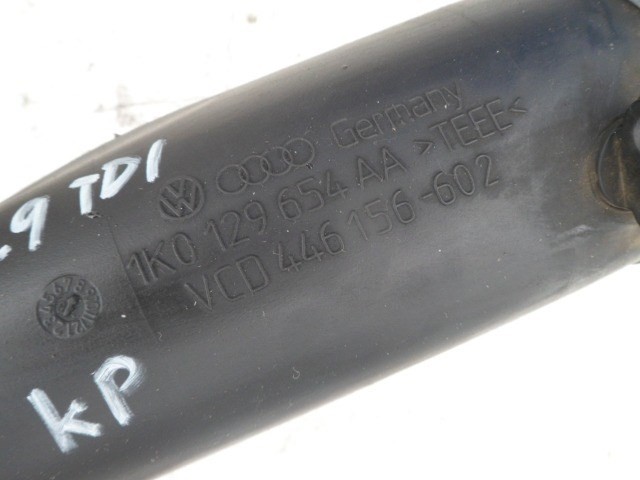 Germany
1K0 129 654 AA >TEEE<
VCD 446 156-602
.9 TDI
KP